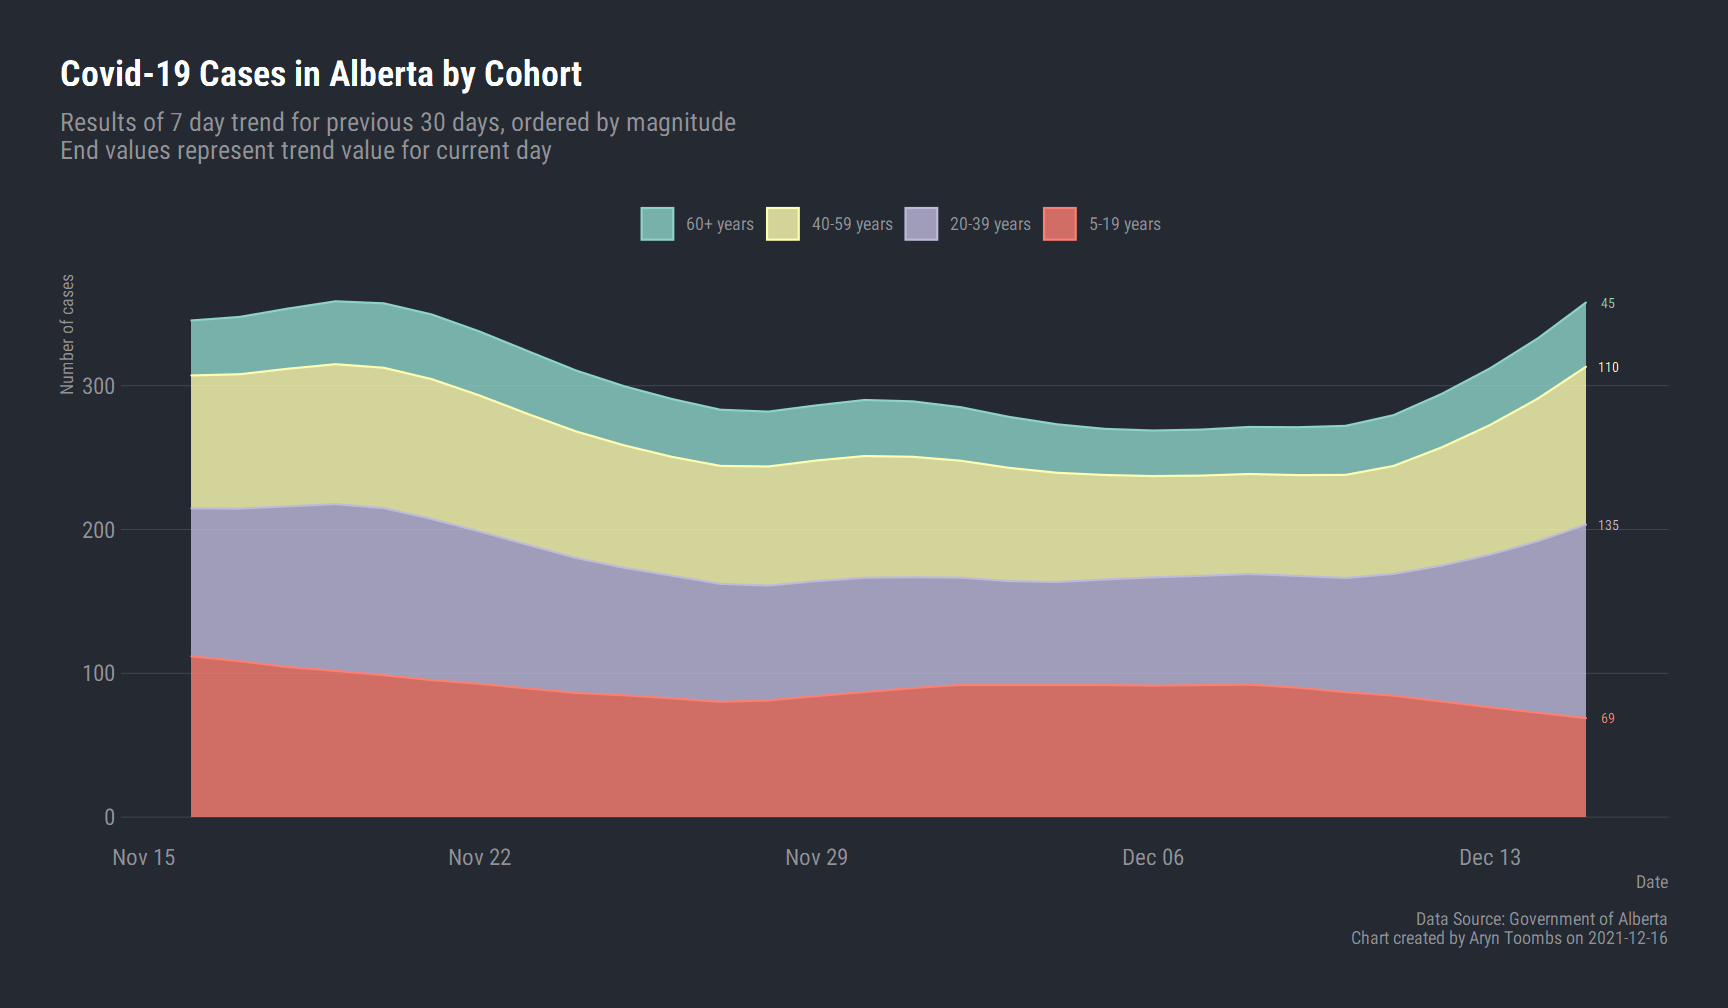 Covid-19 Cases in Alberta by Cohort
Results of 7 day trend for previous 30 days, ordered by magnitude
End values represent trend value for current day
60+ years
40-59 years
20-39 years
5-19 years
Number of cases
300
200
100
0
45
110
135
69
Nov 15
Nov 22
Nov 29
Dec 06
Dec 13
Date
Data Source: Government of Alberta
Chart created by Aryn Toombs on 2021-12-16